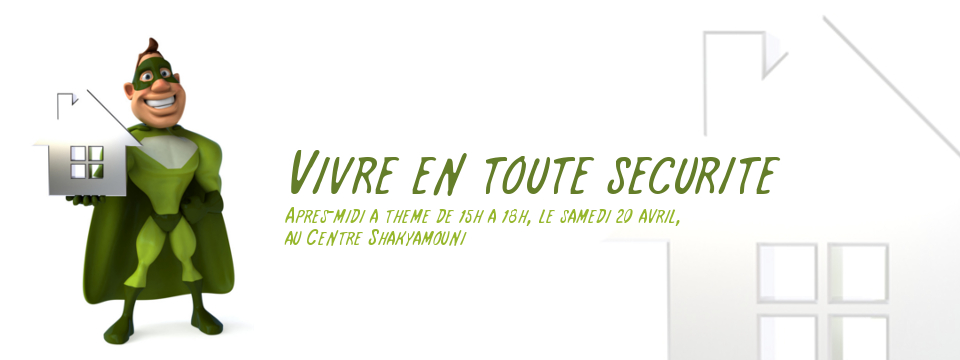 VIVRE EN TOUTE SECURITE
APRES-MIDI A THEME DE 15H A 18H, LE SAMEDI 20 AVRIL,
AU CENTRE SHAKYAMOUNI